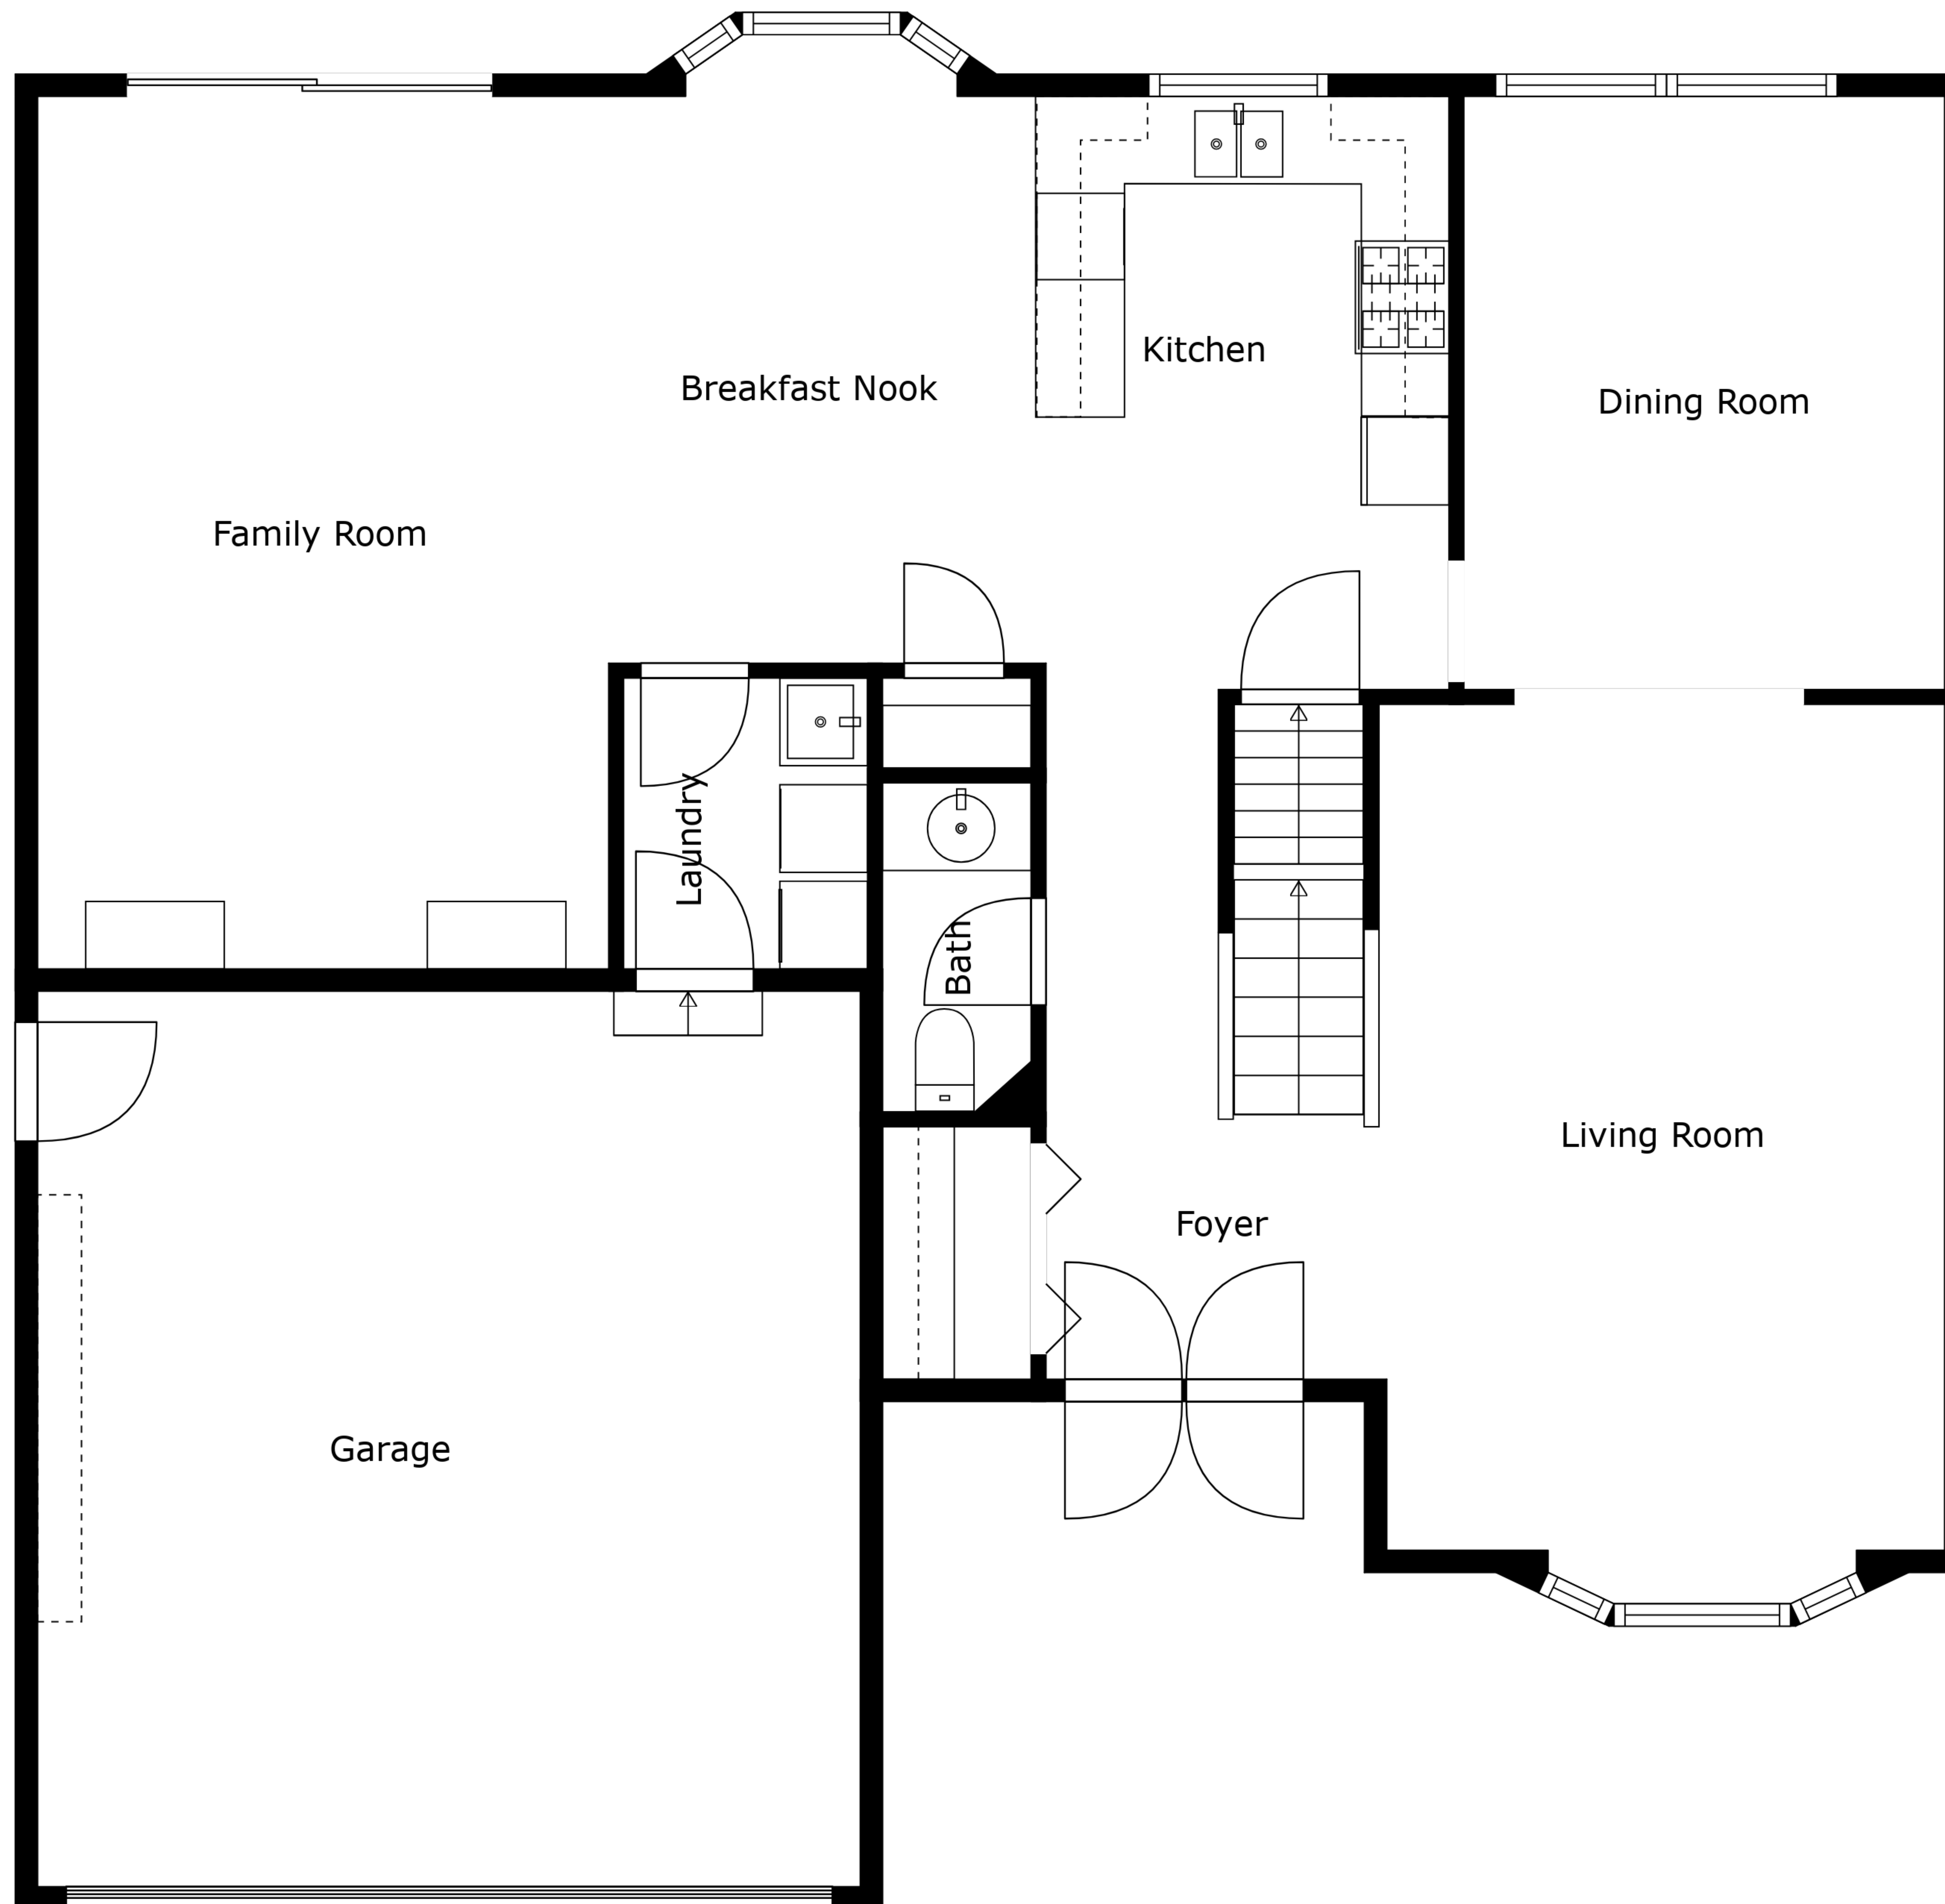 Kitchen
Breakfast Nook
Dining Room
Family Room
Laundry
Bath
Living Room
Foyer
Garage